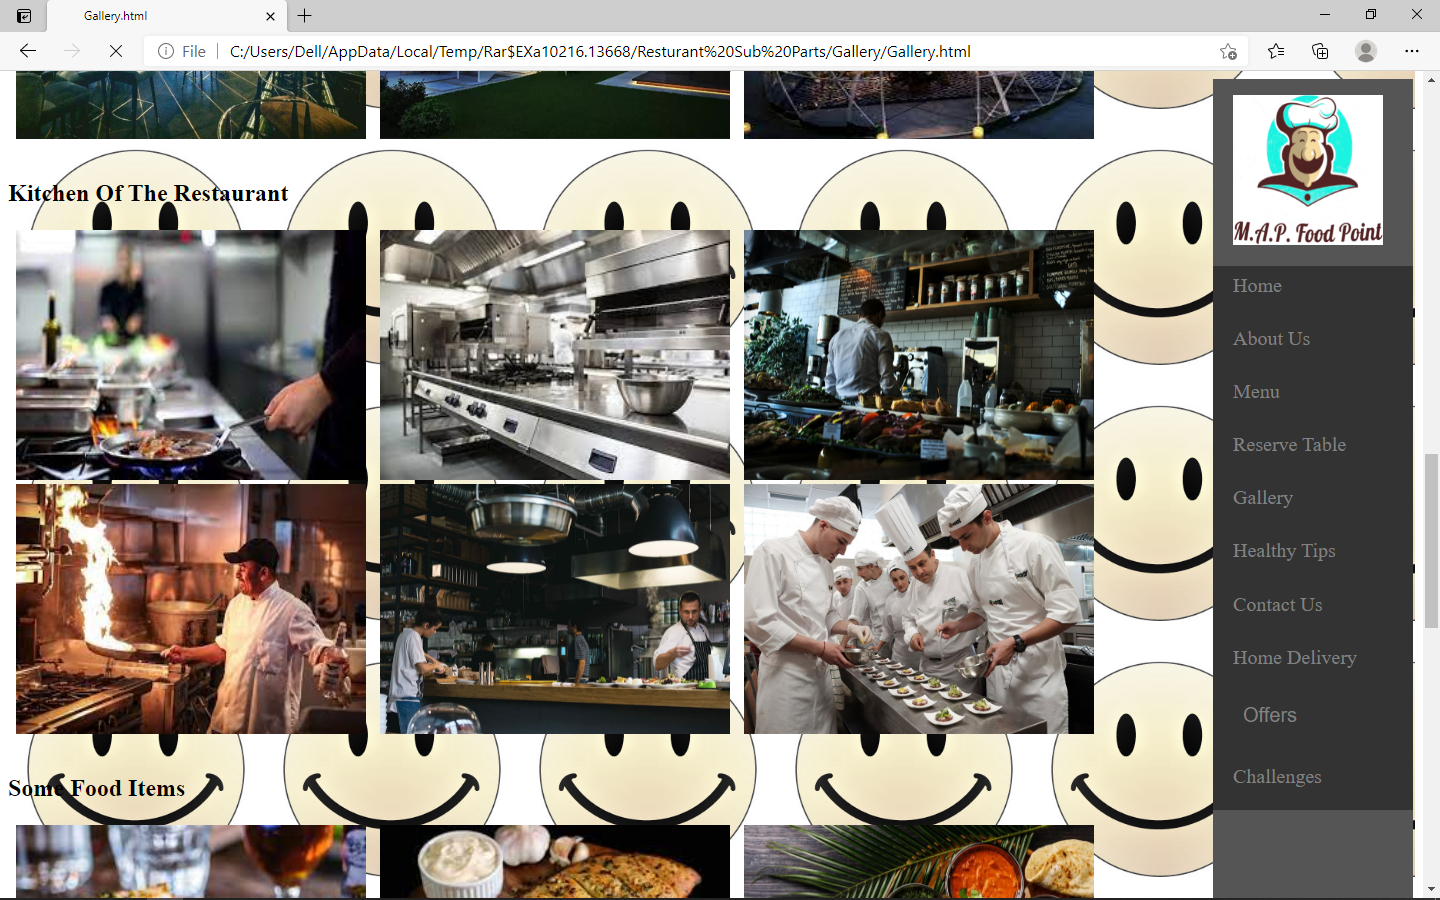 Gallery.html
File
C:/Users/Dell/AppData/Local/Temp/Rar$EXa10216.13668/Resturant%20Sub%20Parts/Gallery/Gallery.html
M.A.P. Food Point
Kitchen Of The Restaurant
Home
About Us
Menu
Reserve Table
Gallery
Healthy Tips
Contact Us
Home Delivery
Offers
Challenges
Some Food Items